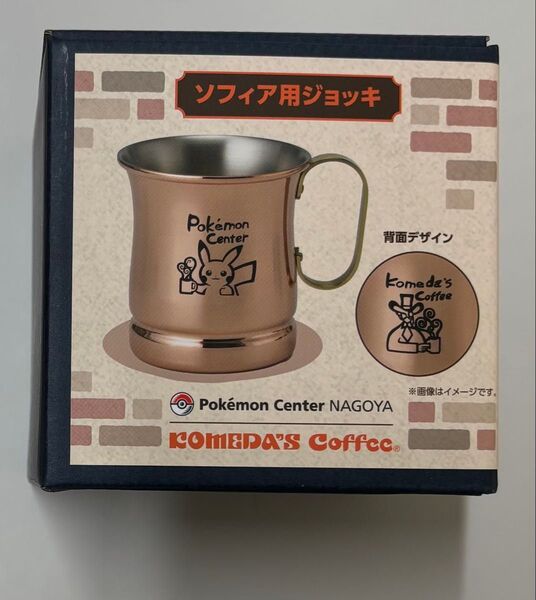 ソフィア用ジョッキ
Pokémon
Center
背面デザイン
Komeda's
Coffee
※画像はイメージです。
Pokémon Center NAGOYA
KOMEDA'S Coffee®